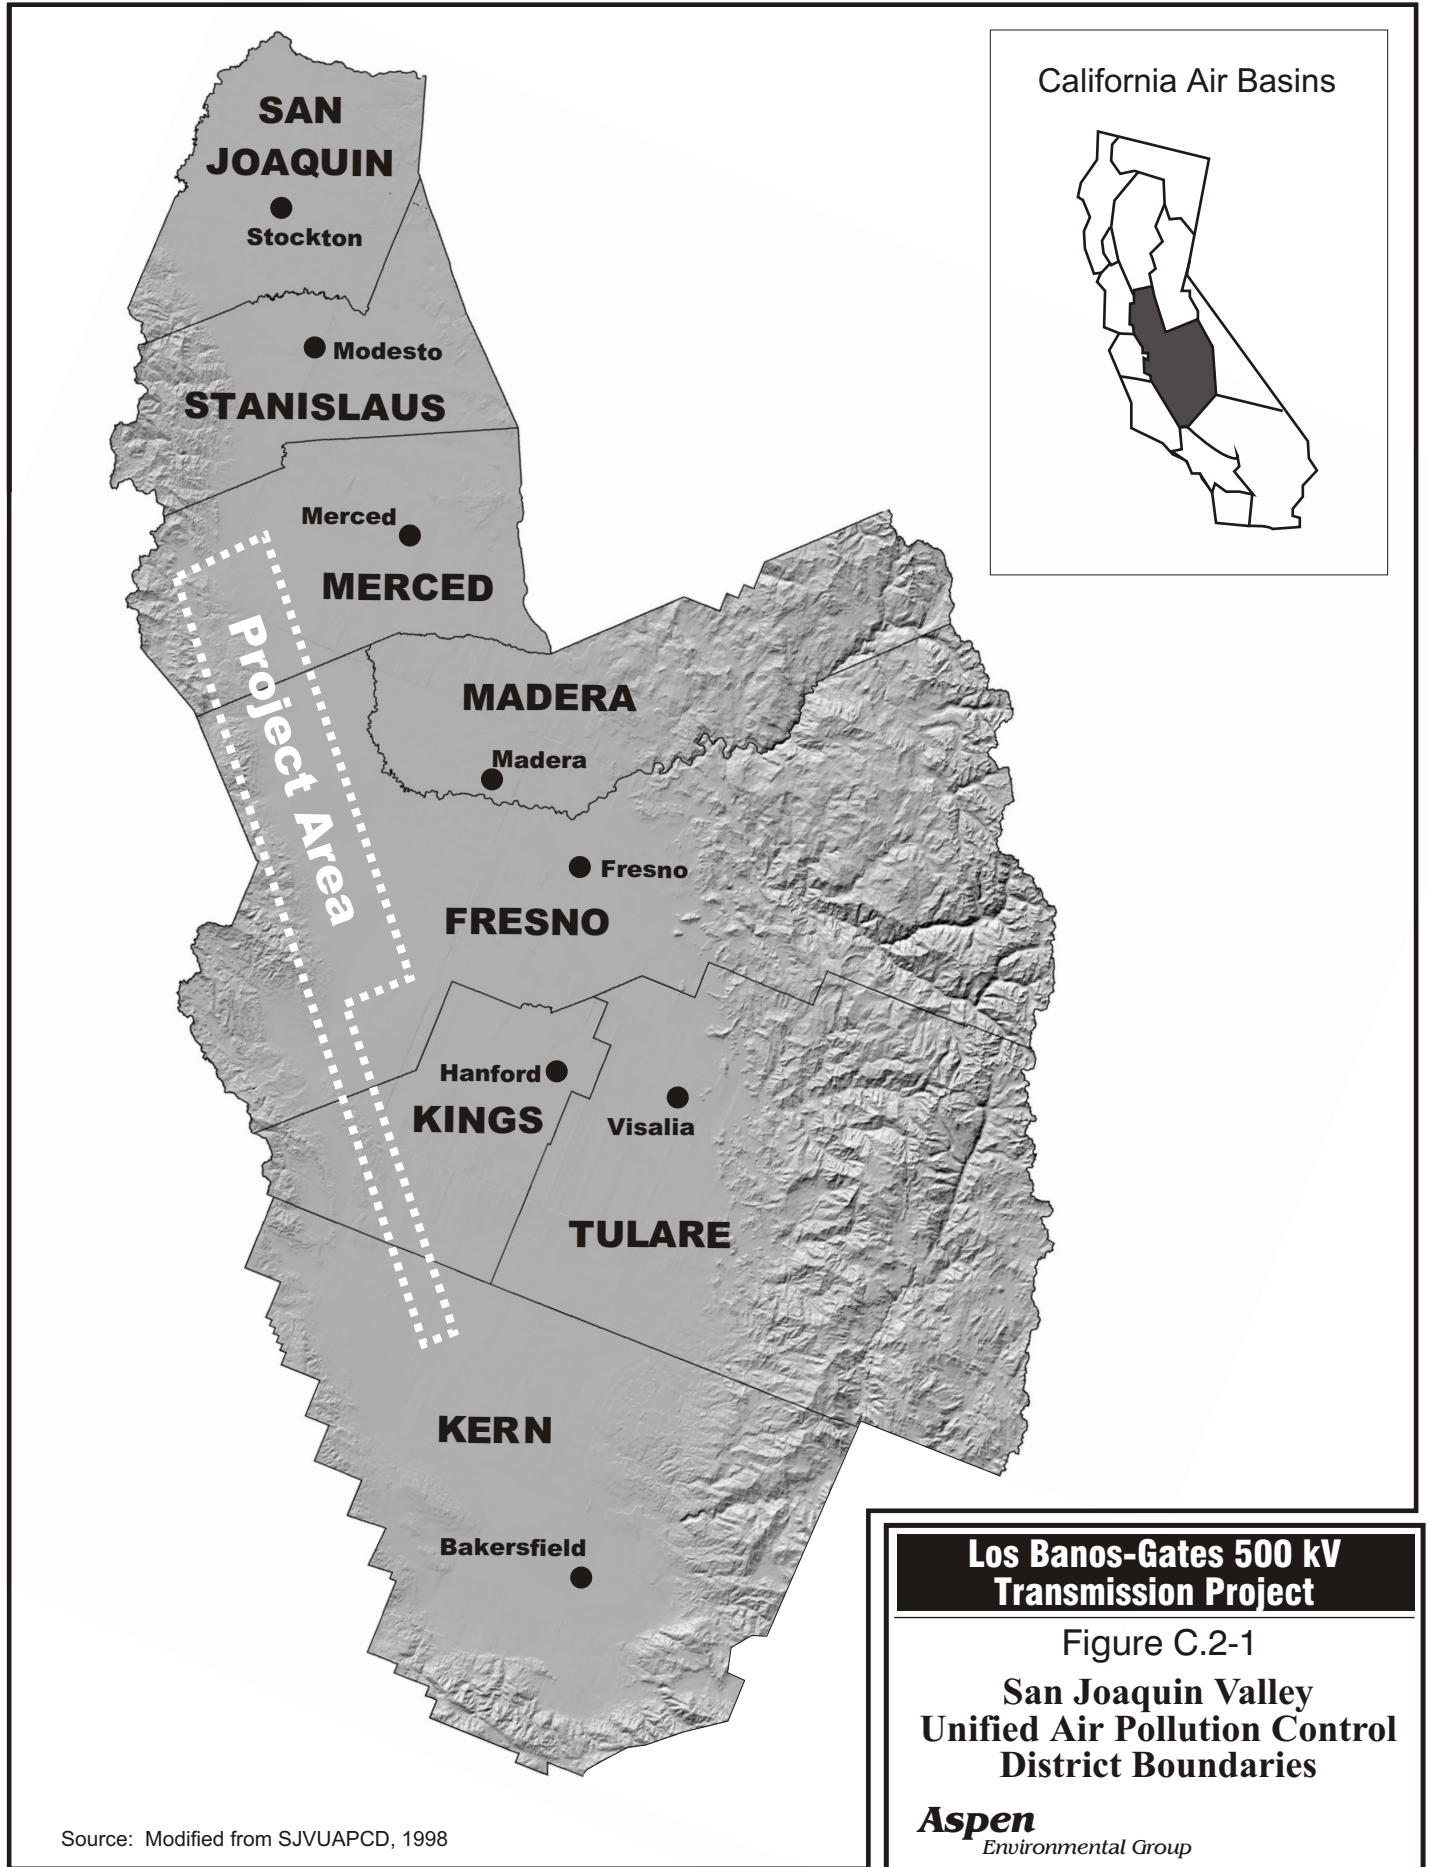 California Air Basins
SAN
JOAQUIN
Stockton
Modesto
STANISLAUS
Merced
MERCED
Project Area
MADERA
Madera
Fresno
FRESNO
Hanford
KINGS
Visalia
TULARE
KERN
Bakersfield
Los Banos-Gates 500 kV
Transmission Project
Figure C.2-1
San Joaquin Valley
Unified Air Pollution Control
District Boundaries
Aspen
Environmental Group
Source: Modified from SJVUAPCD, 1998